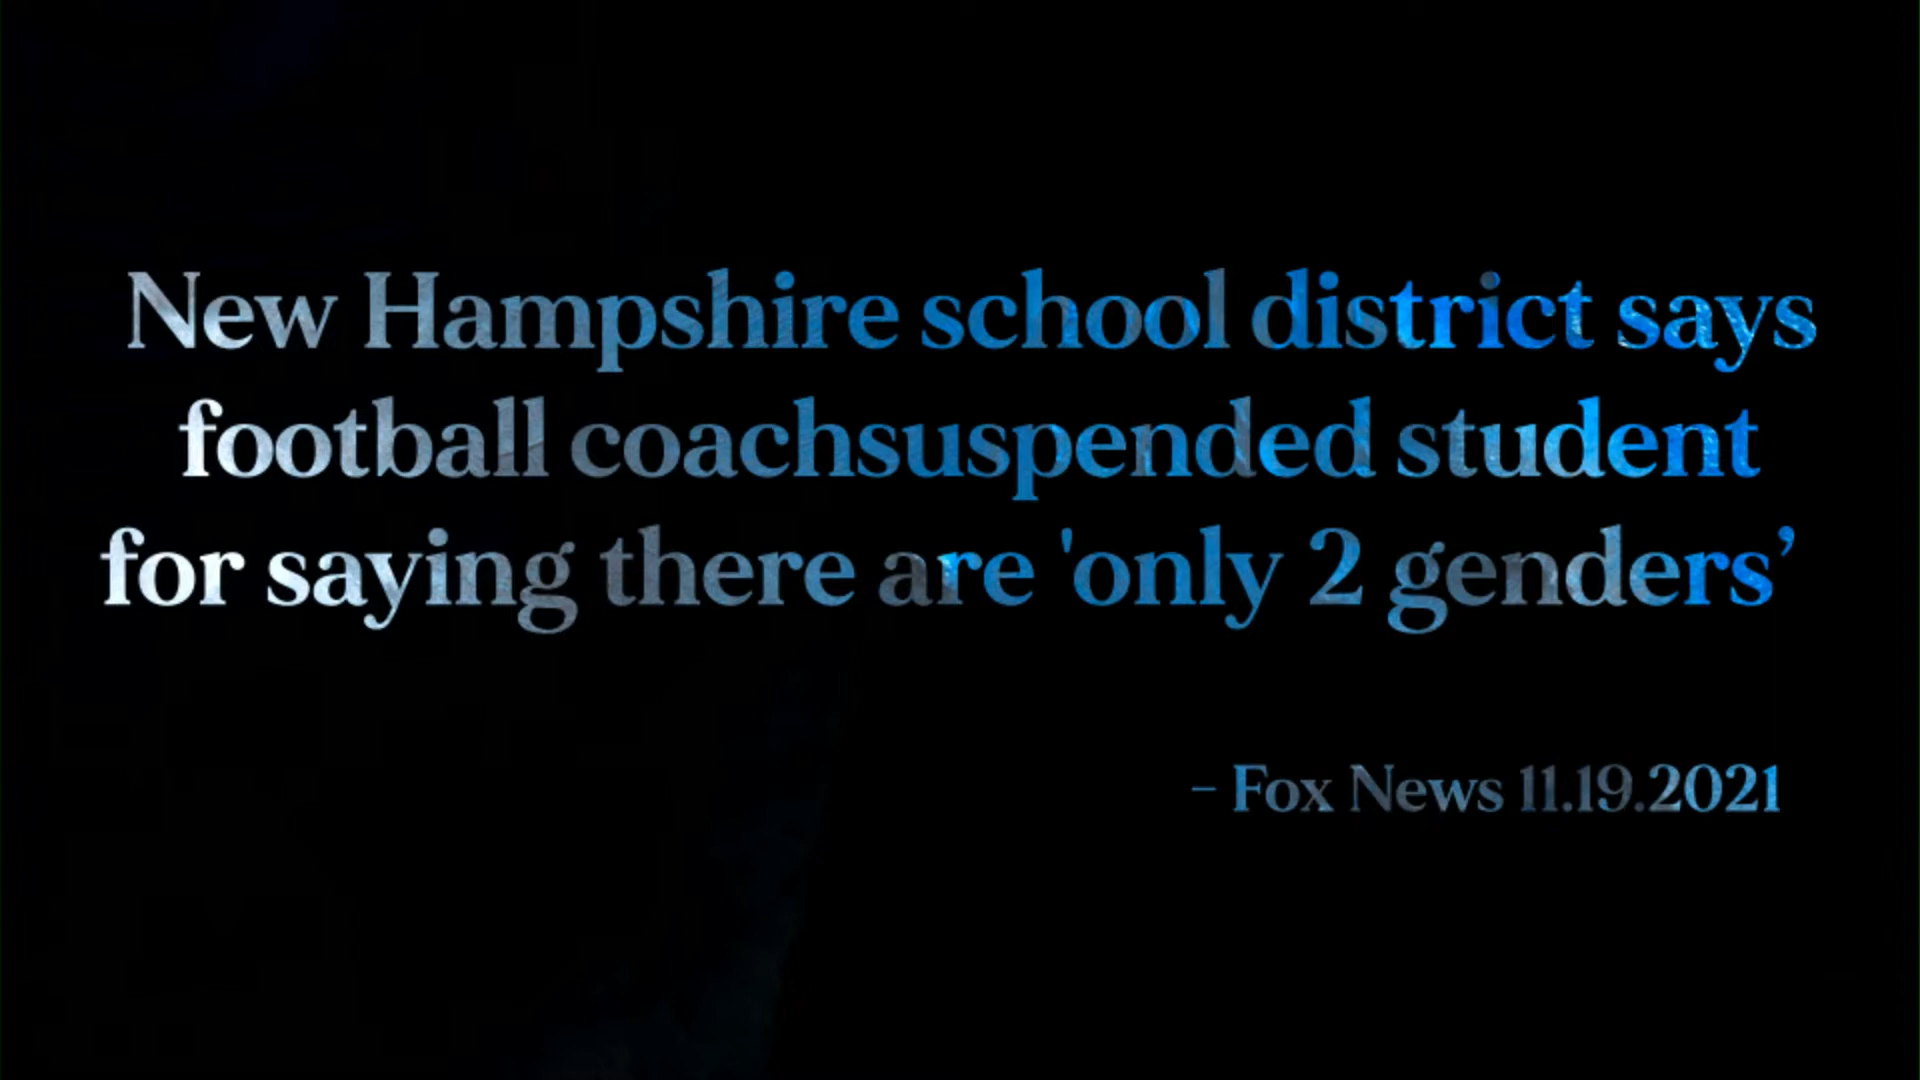 New Hampshire school district says
football coachsuspended student
for saying there are 'only 2 genders’
– Fox News 11.19.2021